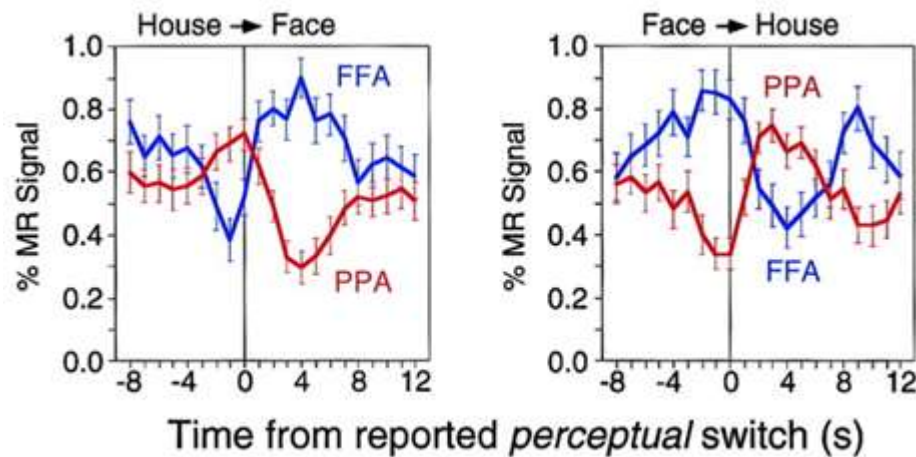 House → Face
Face → House
% MR Signal
1.0
0.8
0.6
0.4
0.2
0.0
FFA
PPA
-8 -4 0 4 8 12
% MR Signal
1.0
0.8
0.6
0.4
0.2
0.0
PPA
FFA
-8 -4 0 4 8 12
Time from reported perceptual switch (s)